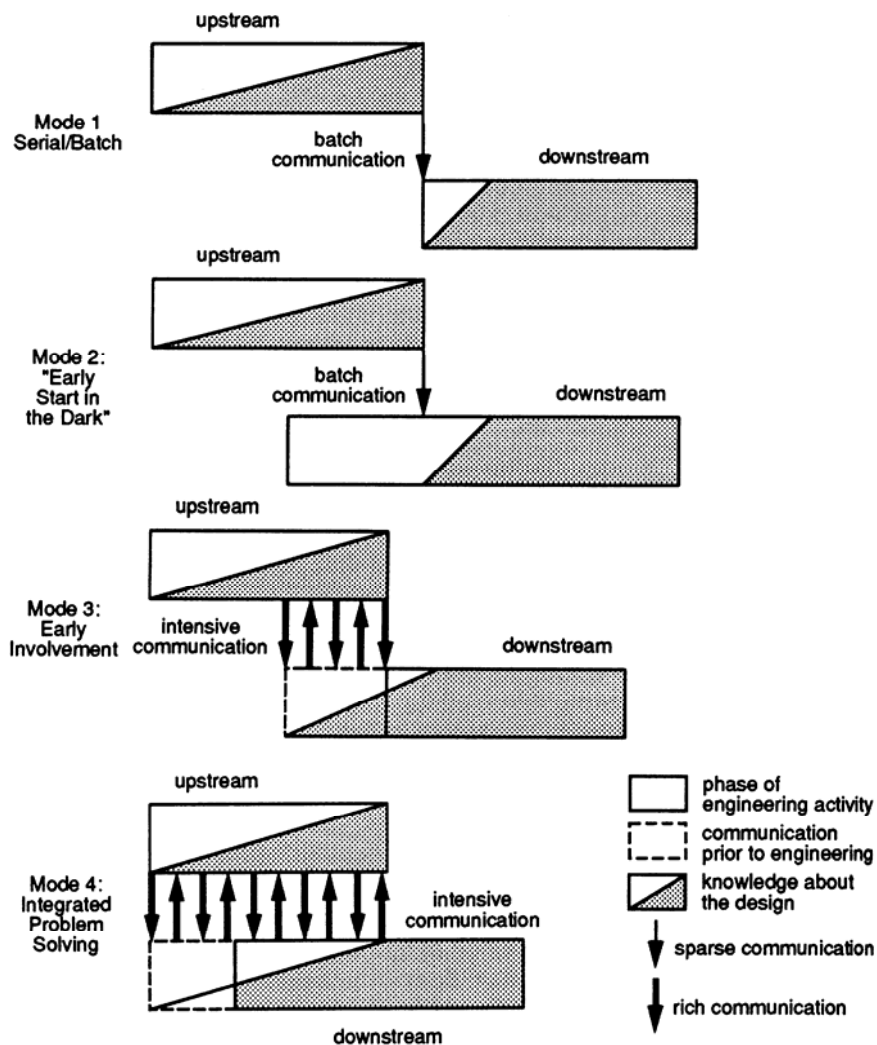 upstream
Mode 1
Serial/Batch
batch
communication
downstream
upstream
Mode 2:
"Early
Start in
the Dark"
batch
communication
downstream
upstream
Mode 3:
Early
Involvement
intensive
communication
downstream
upstream
Mode 4:
Integrated
Problem
Solving
intensive
communication
downstream
phase of
engineering activity
communication
prior to engineering
knowledge about
the design
sparse communication
rich communication